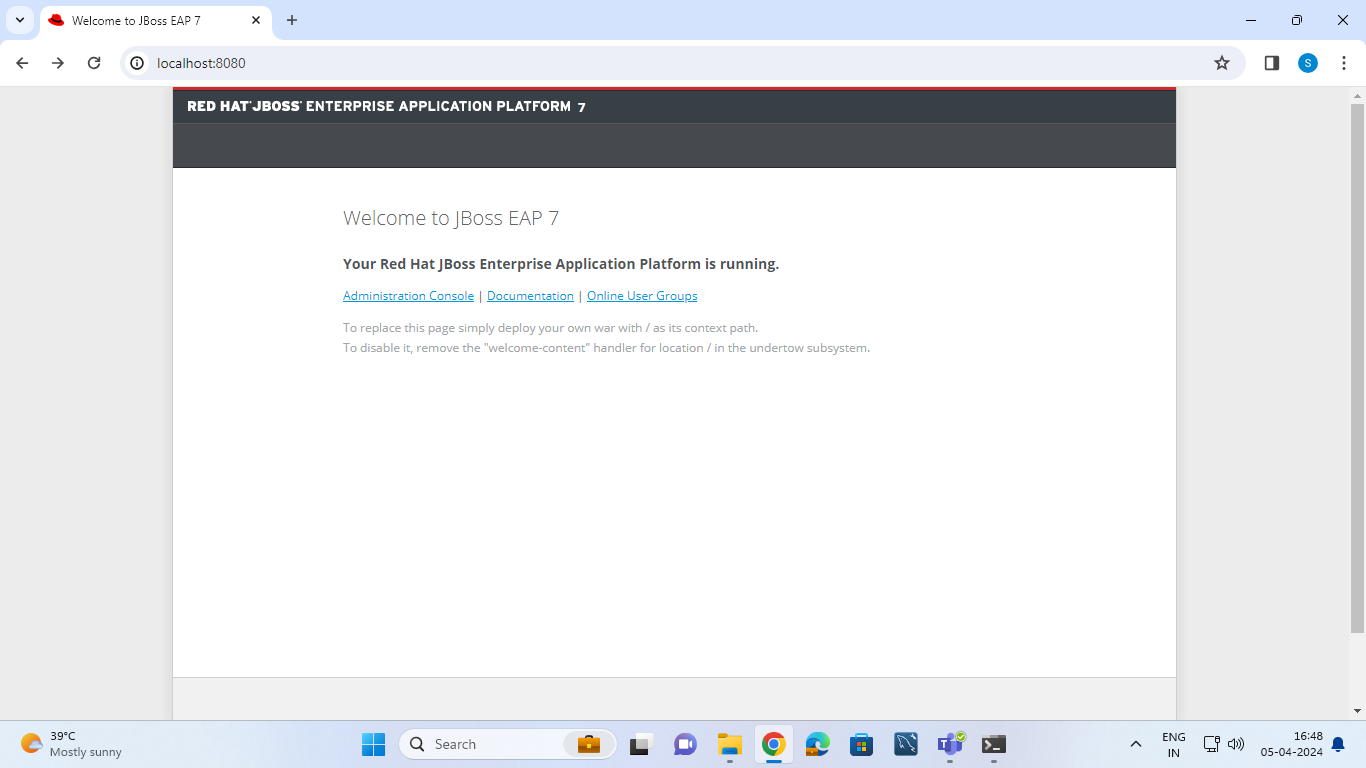 Welcome to JBoss EAP 7
localhost:8080
S
RED HAT® JBOSS® ENTERPRISE APPLICATION PLATFORM 7
Welcome to JBoss EAP 7
Your Red Hat JBoss Enterprise Application Platform is running.
Administration Console | Documentation | Online User Groups
To replace this page simply deploy your own war with / as its context path.
To disable it, remove the "welcome-content" handler for location / in the undertow subsystem.
39°C
Mostly sunny
Search
ENG
IN
16:48
05-04-2024